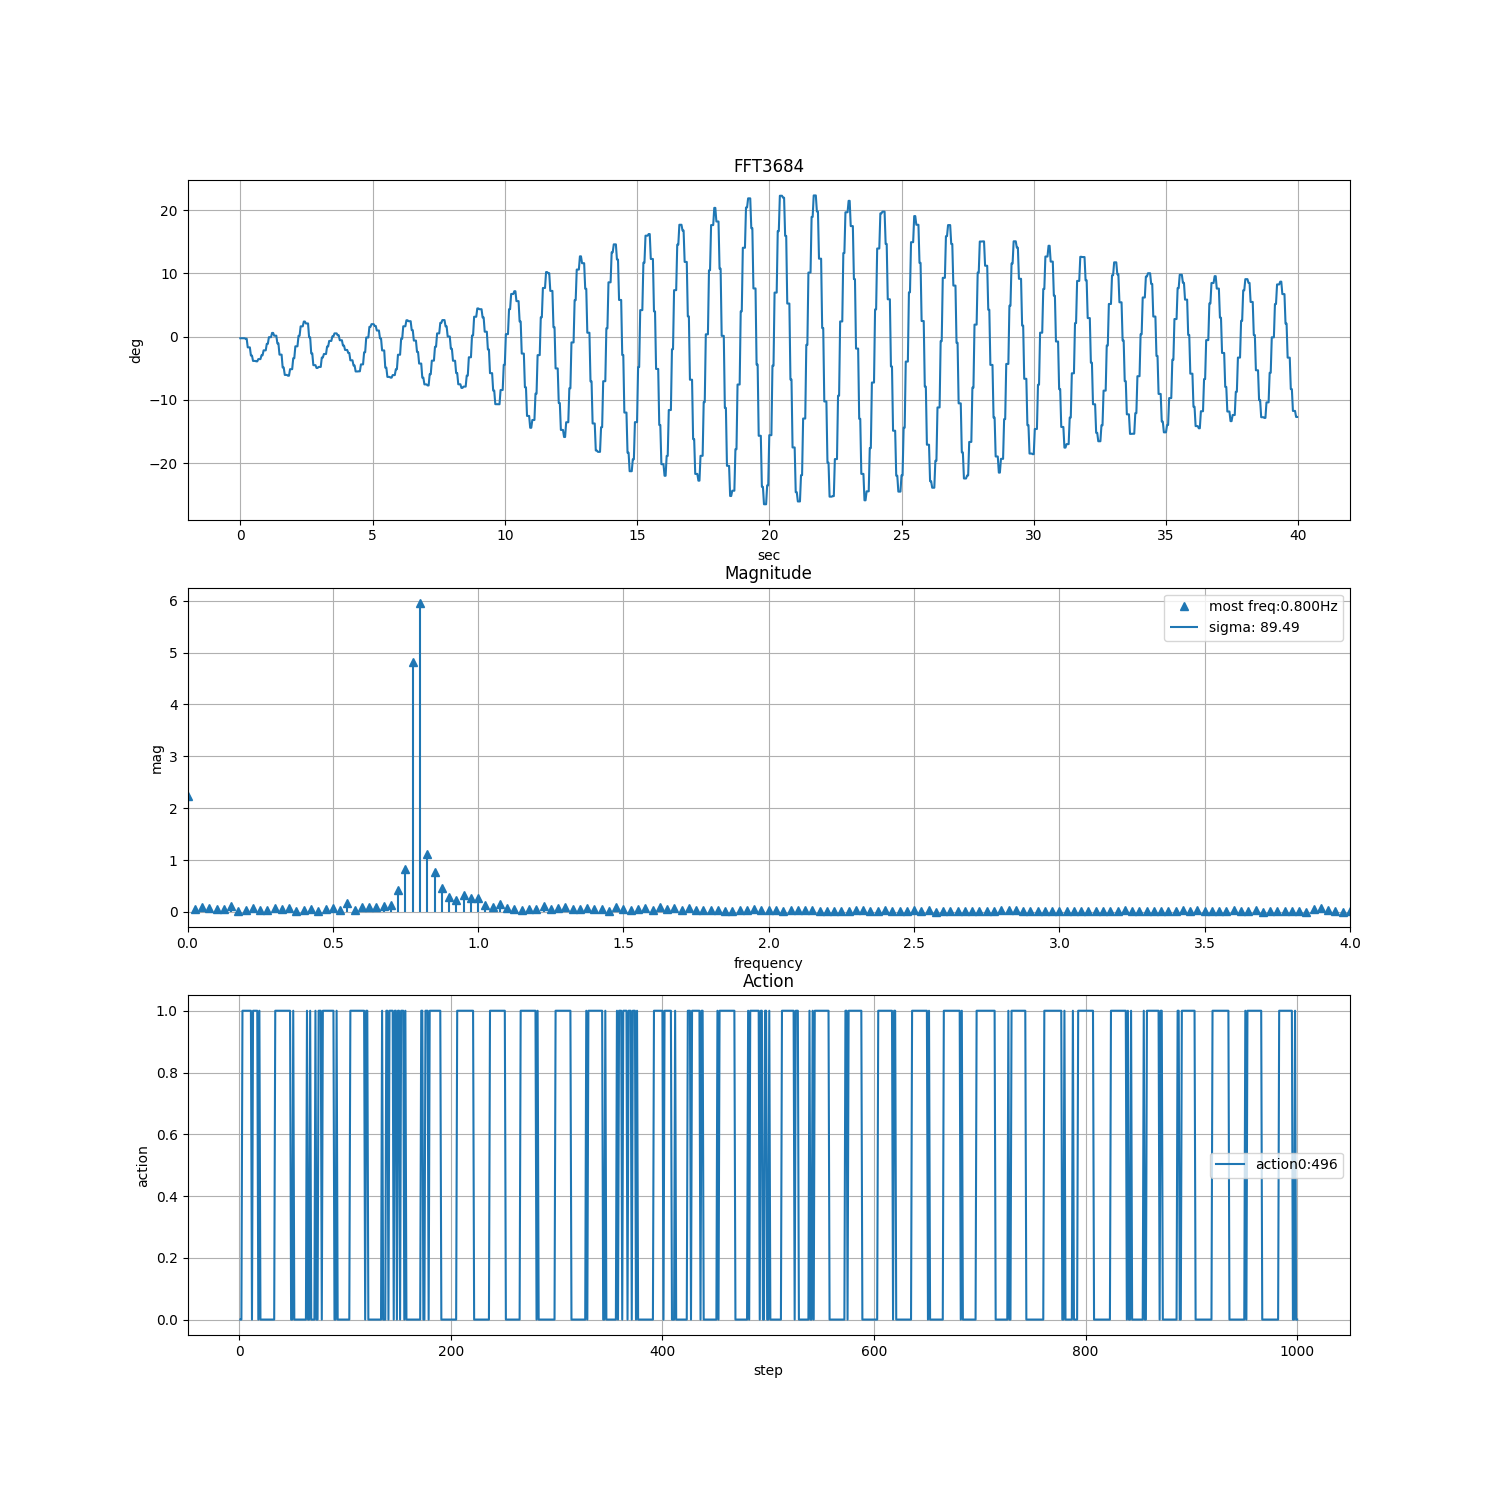 FFT3684
20
10
0
−10
−20
deg
0 5 10 15 20 25 30 35 40
sec
Magnitude
6
5
4
3
2
1
0
mag
most freq:0.800Hz
sigma: 89.49
0.0 0.5 1.0 1.5 2.0 2.5 3.0 3.5 4.0
frequency
Action
1.0
0.8
0.6
0.4
0.2
0.0
action
action0:496
0 200 400 600 800 1000
step